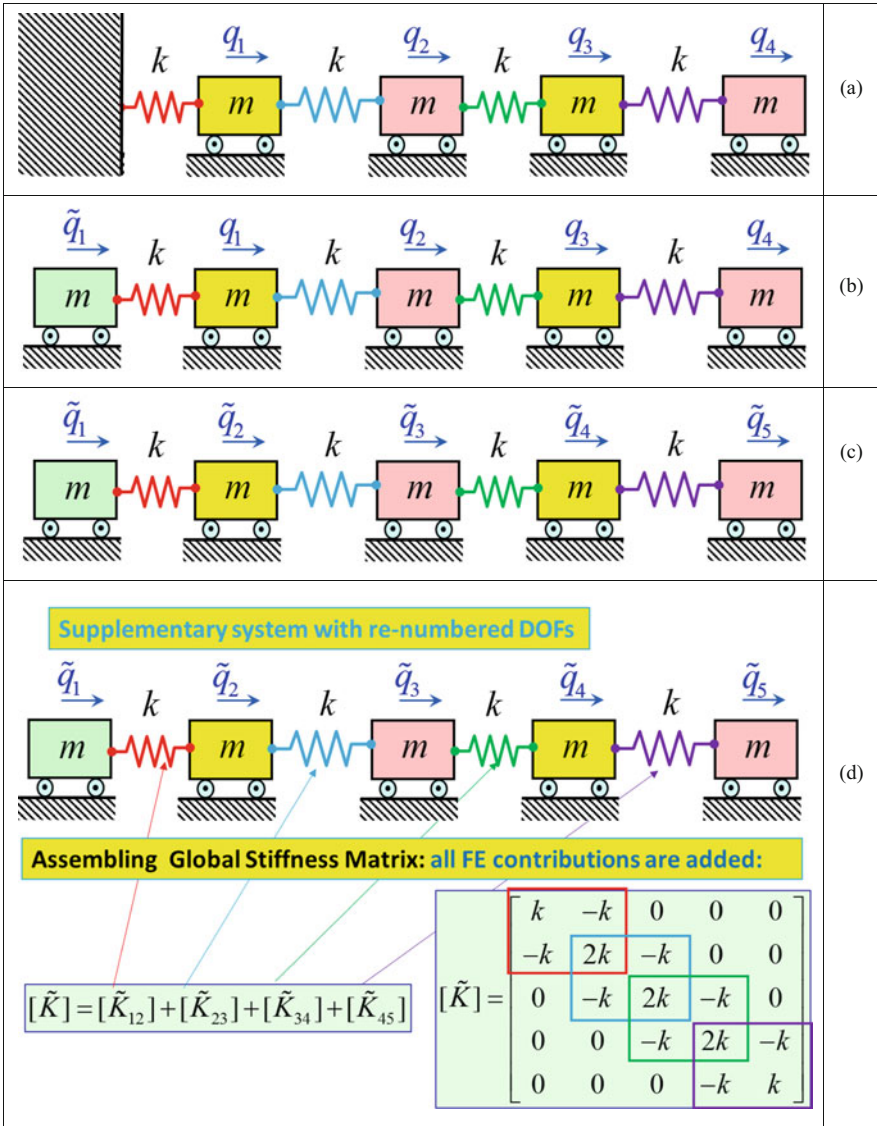 q₁ q₂ q₃ q₄
k k k k
m m m m
(a)
q̃₁ q₁ q₂ q₃ q₄
k k k k
m m m m m
(b)
q̃₁ q̃₂ q̃₃ q̃₄ q̃₅
k k k k
m m m m m
(c)
Supplementary system with re-numbered DOFs
q̃₁ q̃₂ q̃₃ q̃₄ q̃₅
k k k k
m m m m m
(d)
Assembling Global Stiffness Matrix: all FE contributions are added:
[K̃] = [K̃₁₂] + [K̃₂₃] + [K̃₃₄] + [K̃₄₅]
[K̃] =
k -k 0 0 0
-k 2k -k 0 0
0 -k 2k -k 0
0 0 -k 2k -k
0 0 0 -k k